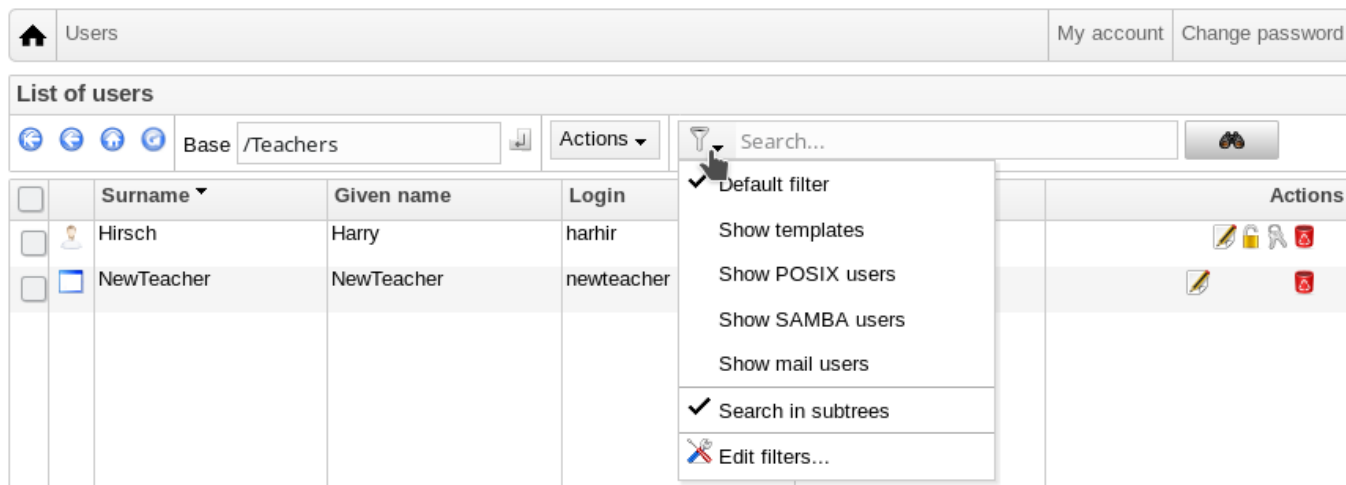 Users My account Change password
List of users
Base /Teachers Actions Search...
Surname Given name Login Actions
Hirsch Harry harhir
NewTeacher NewTeacher newteacher
Default filter
Show templates
Show POSIX users
Show SAMBA users
Show mail users
Search in subtrees
Edit filters...